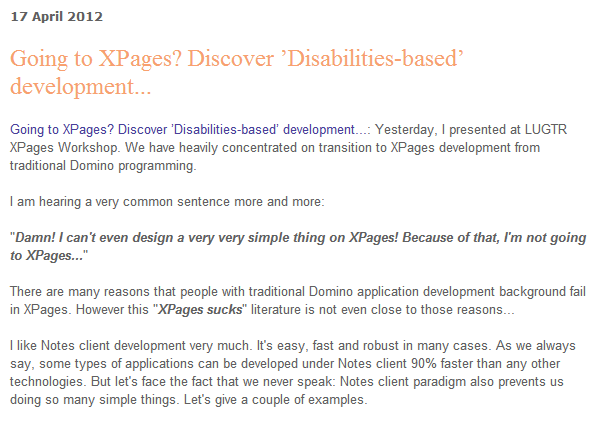 17 April 2012
Going to XPages? Discover ’Disabilities-based’
development...
Going to XPages? Discover 'Disabilities-based' development...: Yesterday, I presented at LUGTR
XPages Workshop. We have heavily concentrated on transition to XPages development from
traditional Domino programming.
I am hearing a very common sentence more and more:
"Damn! I can't even design a very very simple thing on XPages! Because of that, I'm not going
to XPages..."
There are many reasons that people with traditional Domino application development background fail
in XPages. However this "XPages sucks" literature is not even close to those reasons...
I like Notes client development very much. It's easy, fast and robust in many cases. As we always
say, some types of applications can be developed under Notes client 90% faster than any other
technologies. But let's face the fact that we never speak: Notes client paradigm also prevents us
doing so many simple things. Let's give a couple of examples.